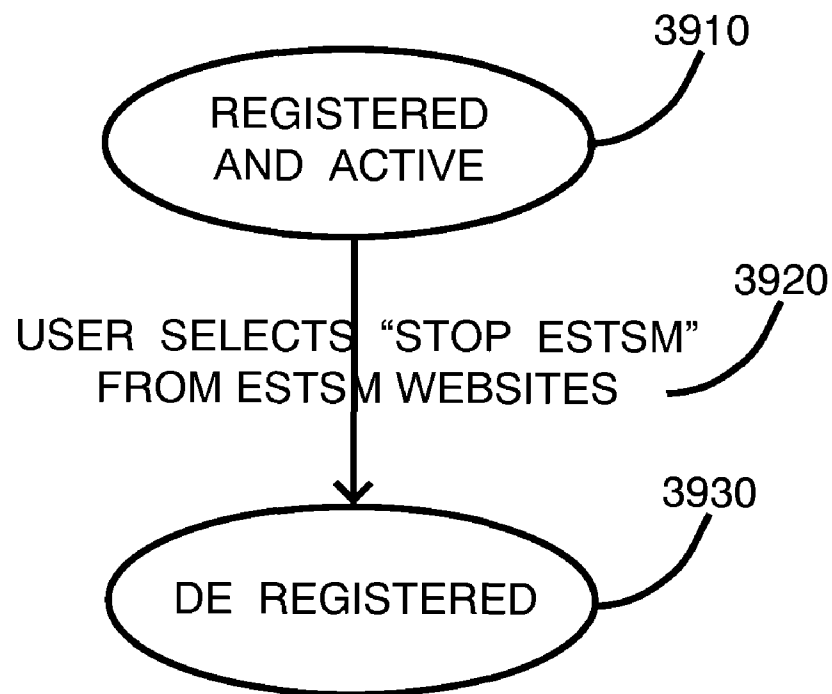 3910
REGISTERED
AND ACTIVE
3920
USER SELECTS “STOP ESTSM”
FROM ESTSM WEBSITES
3930
DE REGISTERED